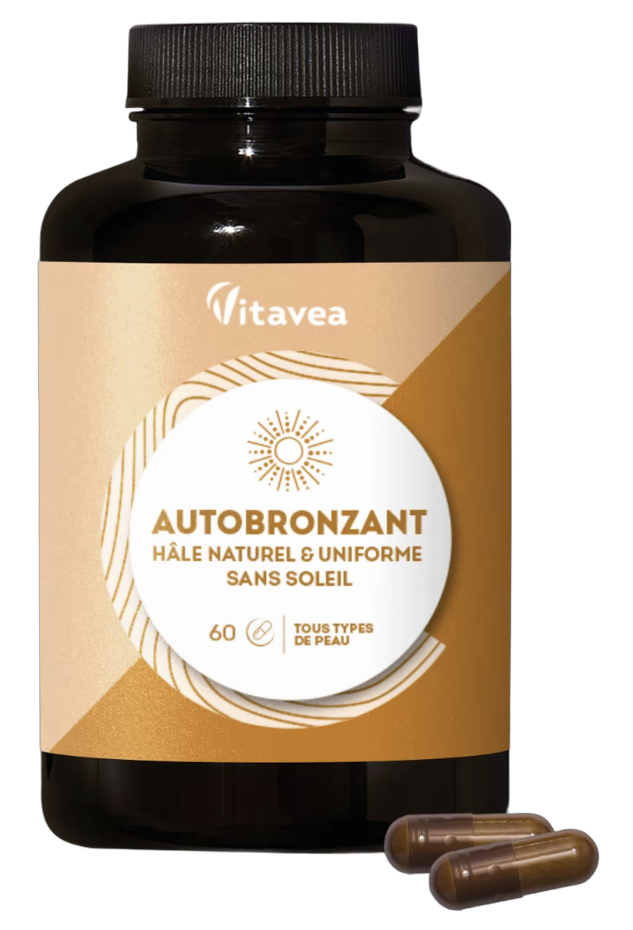 Vitavea
AUTOBRONZANT
HÂLE NATUREL & UNIFORME
SANS SOLEIL
60
TOUS TYPES
DE PEAU